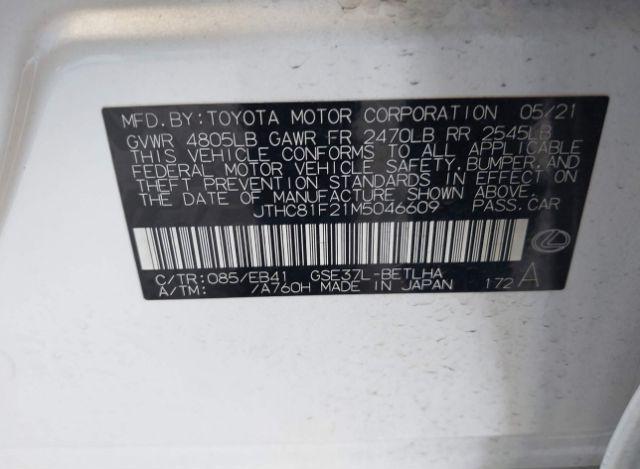 MFD. BY: TOYOTA MOTOR CORPORATION 05/21
GVWR 4805LB GAWR FR 2470LB RR 2545LB
THIS VEHICLE CONFORMS TO ALL APPLICABLE
FEDERAL MOTOR VEHICLE SAFETY, BUMPER, AND
THEFT PREVENTION STANDARDS IN EFFECT ON
THE DATE OF MANUFACTURE SHOWN ABOVE.
JTHC81F21M5046609 PASS. CAR
C/TR: 085/EB41 GSE37L-BETLHA
A/TM: /A760H MADE IN JAPAN 172 A